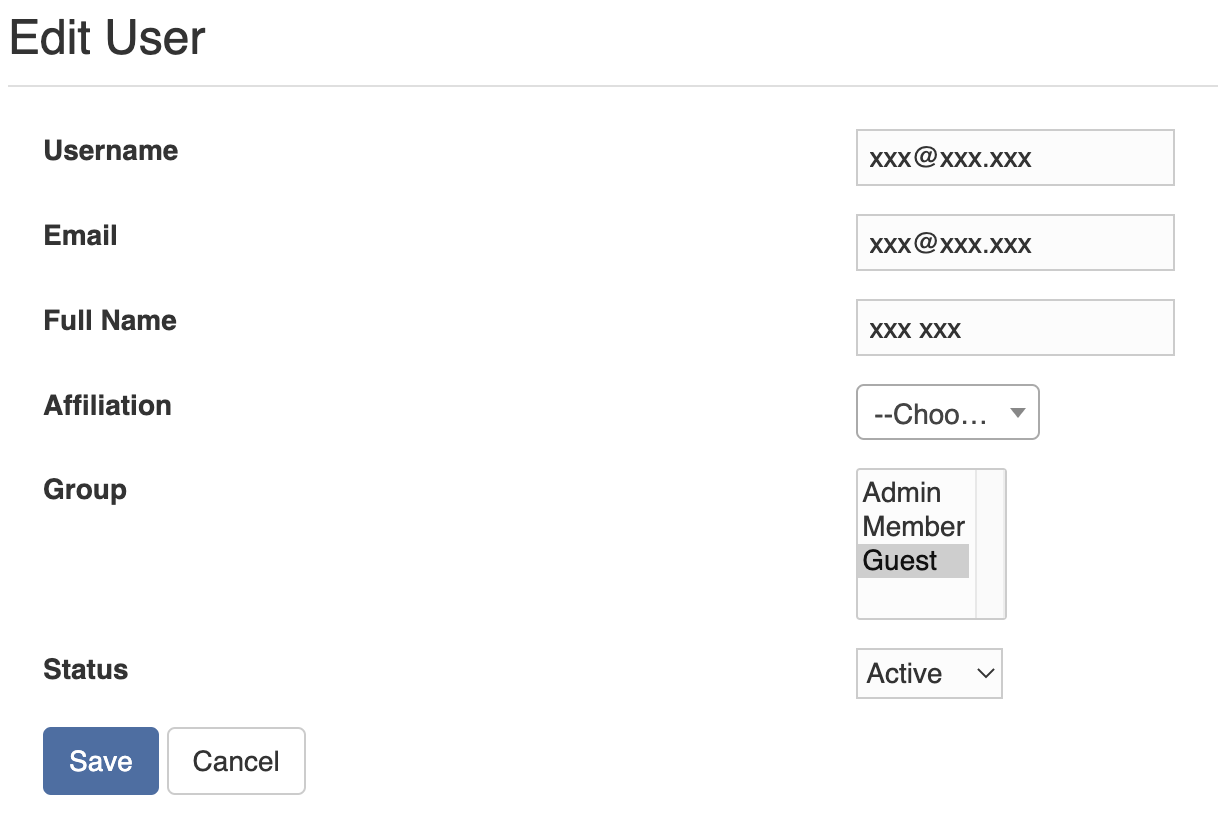 Edit User
Username
xxx@xxx.xxx
Email
xxx@xxx.xxx
Full Name
xxx xxx
Affiliation
--Choo...
Group
Admin
Member
Guest
Status
Active
Save Cancel